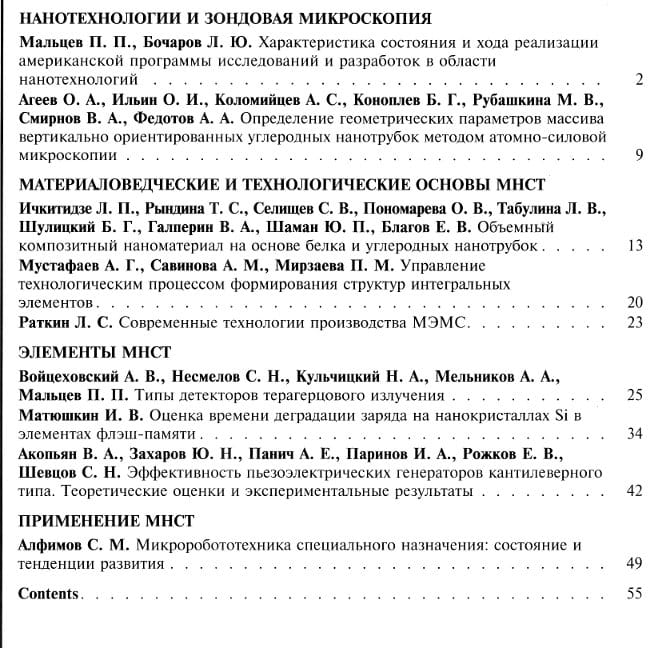 НАНОТЕХНОЛОГИИ И ЗОНДОВАЯ МИКРОСКОПИЯ
Мальцев П. П., Бочаров Л. Ю. Характеристика состояния и хода реализации
американской программы исследований и разработок в области
нанотехнологий . . . . . . . . . . . . . . . . . . . . . . . . . . . . . 2
Агеев О. А., Ильин О. И., Коломийцев А. С., Коноплев Б. Г., Рубашкина М. В.,
Смирнов В. А., Федотов А. А. Определение геометрических параметров массива
вертикально ориентированных углеродных нанотрубок методом атомно-силовой
микроскопии . . . . . . . . . . . . . . . . . . . . . . . . . . . . . . 9
МАТЕРИАЛОВЕДЧЕСКИЕ И ТЕХНОЛОГИЧЕСКИЕ ОСНОВЫ МНСТ
Ичкитидзе Л. П., Рындина Т. С., Селищев С. В., Пономарева О. В., Табулина Л. В.,
Шулицкий Б. Г., Галперин В. А., Шаман Ю. П., Благов Е. В. Объемный
композитный наноматериал на основе белка и углеродных нанотрубок . . . . . 13
Мустафаев А. Г., Савинова А. М., Мирзаева П. М. Управление
технологическим процессом формирования структур интегральных
элементов . . . . . . . . . . . . . . . . . . . . . . . . . . . . . . . 20
Раткин Л. С. Современные технологии производства МЭМС . . . . . . . . . 23
ЭЛЕМЕНТЫ МНСТ
Войцеховский А. В., Несмелов С. Н., Кульчицкий Н. А., Мельников А. А.,
Мальцев П. П. Типы детекторов терагерцового излучения . . . . . . . . . . 25
Матюшкин И. В. Оценка времени деградации заряда на нанокристаллах Si в
элементах флэш-памяти . . . . . . . . . . . . . . . . . . . . . . . . . 34
Акопьян В. А., Захаров Ю. Н., Панич А. Е., Паринов И. А., Рожков Е. В.,
Шевцов С. Н. Эффективность пьезоэлектрических генераторов кантилеверного
типа. Теоретические оценки и экспериментальные результаты . . . . . . . . 42
ПРИМЕНЕНИЕ МНСТ
Алфимов С. М. Микроробототехника специального назначения: состояние и
тенденции развития . . . . . . . . . . . . . . . . . . . . . . . . . . . 49
Contents . . . . . . . . . . . . . . . . . . . . . . . . . . . . . . . . 55